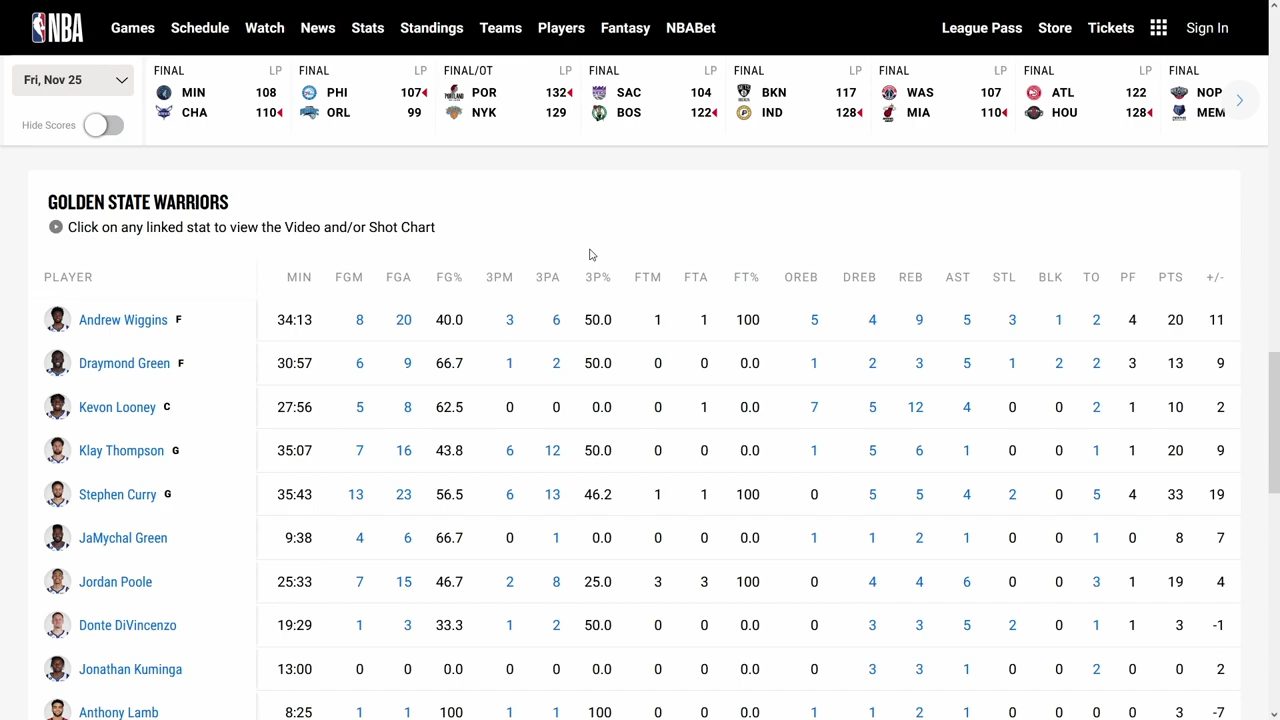 NBA Games Schedule Watch News Stats Standings Teams Players Fantasy NBABet League Pass Store Tickets Sign In
Fri, Nov 25
Hide Scores
FINAL LP
MIN 108
CHA 110
FINAL LP
PHI 107
ORL 99
FINAL/OT LP
POR 132
NYK 129
FINAL LP
SAC 104
BOS 122
FINAL LP
BKN 117
IND 128
FINAL LP
WAS 107
MIA 110
FINAL LP
ATL 122
HOU 128
FINAL
NOP
MEM
GOLDEN STATE WARRIORS
Click on any linked stat to view the Video and/or Shot Chart
PLAYER MIN FGM FGA FG% 3PM 3PA 3P% FTM FTA FT% OREB DREB REB AST STL BLK TO PF PTS +/-
Andrew Wiggins F 34:13 8 20 40.0 3 6 50.0 1 1 100 5 4 9 5 3 1 2 4 20 11
Draymond Green F 30:57 6 9 66.7 1 2 50.0 0 0 0.0 1 2 3 5 1 2 2 3 13 9
Kevon Looney C 27:56 5 8 62.5 0 0 0.0 0 1 0.0 7 5 12 4 0 0 2 1 10 2
Klay Thompson G 35:07 7 16 43.8 6 12 50.0 0 0 0.0 1 5 6 1 0 0 1 1 20 9
Stephen Curry G 35:43 13 23 56.5 6 13 46.2 1 1 100 0 5 5 4 2 0 5 4 33 19
JaMychal Green 9:38 4 6 66.7 0 1 0.0 0 0 0.0 1 1 2 1 0 0 1 0 8 7
Jordan Poole 25:33 7 15 46.7 2 8 25.0 3 3 100 0 4 4 6 0 0 3 1 19 4
Donte DiVincenzo 19:29 1 3 33.3 1 2 50.0 0 0 0.0 0 3 3 5 2 0 1 1 3 -1
Jonathan Kuminga 13:00 0 0 0.0 0 0 0.0 0 0 0.0 0 3 3 1 0 0 2 0 0 2
Anthony Lamb 8:25 1 1 100 1 1 100 0 0 0.0 1 1 2 1 0 0 0 0 3 -7